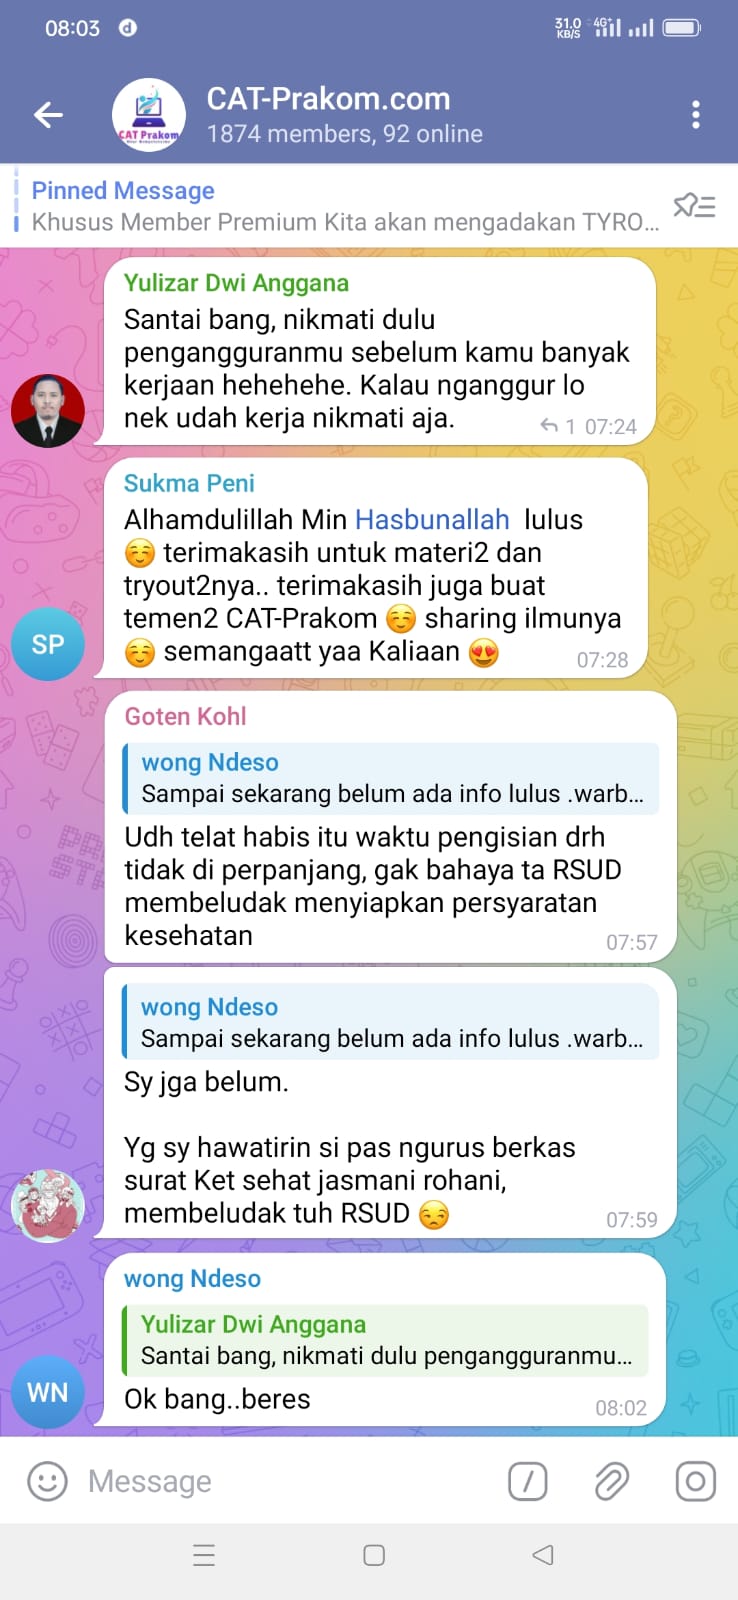 08:03
31.0
KB/S
4G+
CAT Prakom
CAT-Prakom.com
1874 members, 92 online
Pinned Message
Khusus Member Premium Kita akan mengadakan TYRO...
Yulizar Dwi Anggana
Santai bang, nikmati dulu
pengangguranmu sebelum kamu banyak
kerjaan hehehehe. Kalau nganggur lo
nek udah kerja nikmati aja.
1 07:24
Sukma Peni
Alhamdulillah Min Hasbunallah lulus
☺️ terimakasih untuk materi2 dan
tryout2nya.. terimakasih juga buat
temen2 CAT-Prakom ☺️ sharing ilmunya
☺️ semangaatt yaa Kaliaan 😍
07:28
SP
Goten Kohl
wong Ndeso
Sampai sekarang belum ada info lulus .warb...
Udh telat habis itu waktu pengisian drh
tidak di perpanjang, gak bahaya ta RSUD
membeludak menyiapkan persyaratan
kesehatan
07:57
wong Ndeso
Sampai sekarang belum ada info lulus .warb...
Sy jga belum.
Yg sy hawatirin si pas ngurus berkas
surat Ket sehat jasmani rohani,
membeludak tuh RSUD 😒
07:59
wong Ndeso
Yulizar Dwi Anggana
Santai bang, nikmati dulu pengangguranmu...
Ok bang..beres
08:02
WN
Message